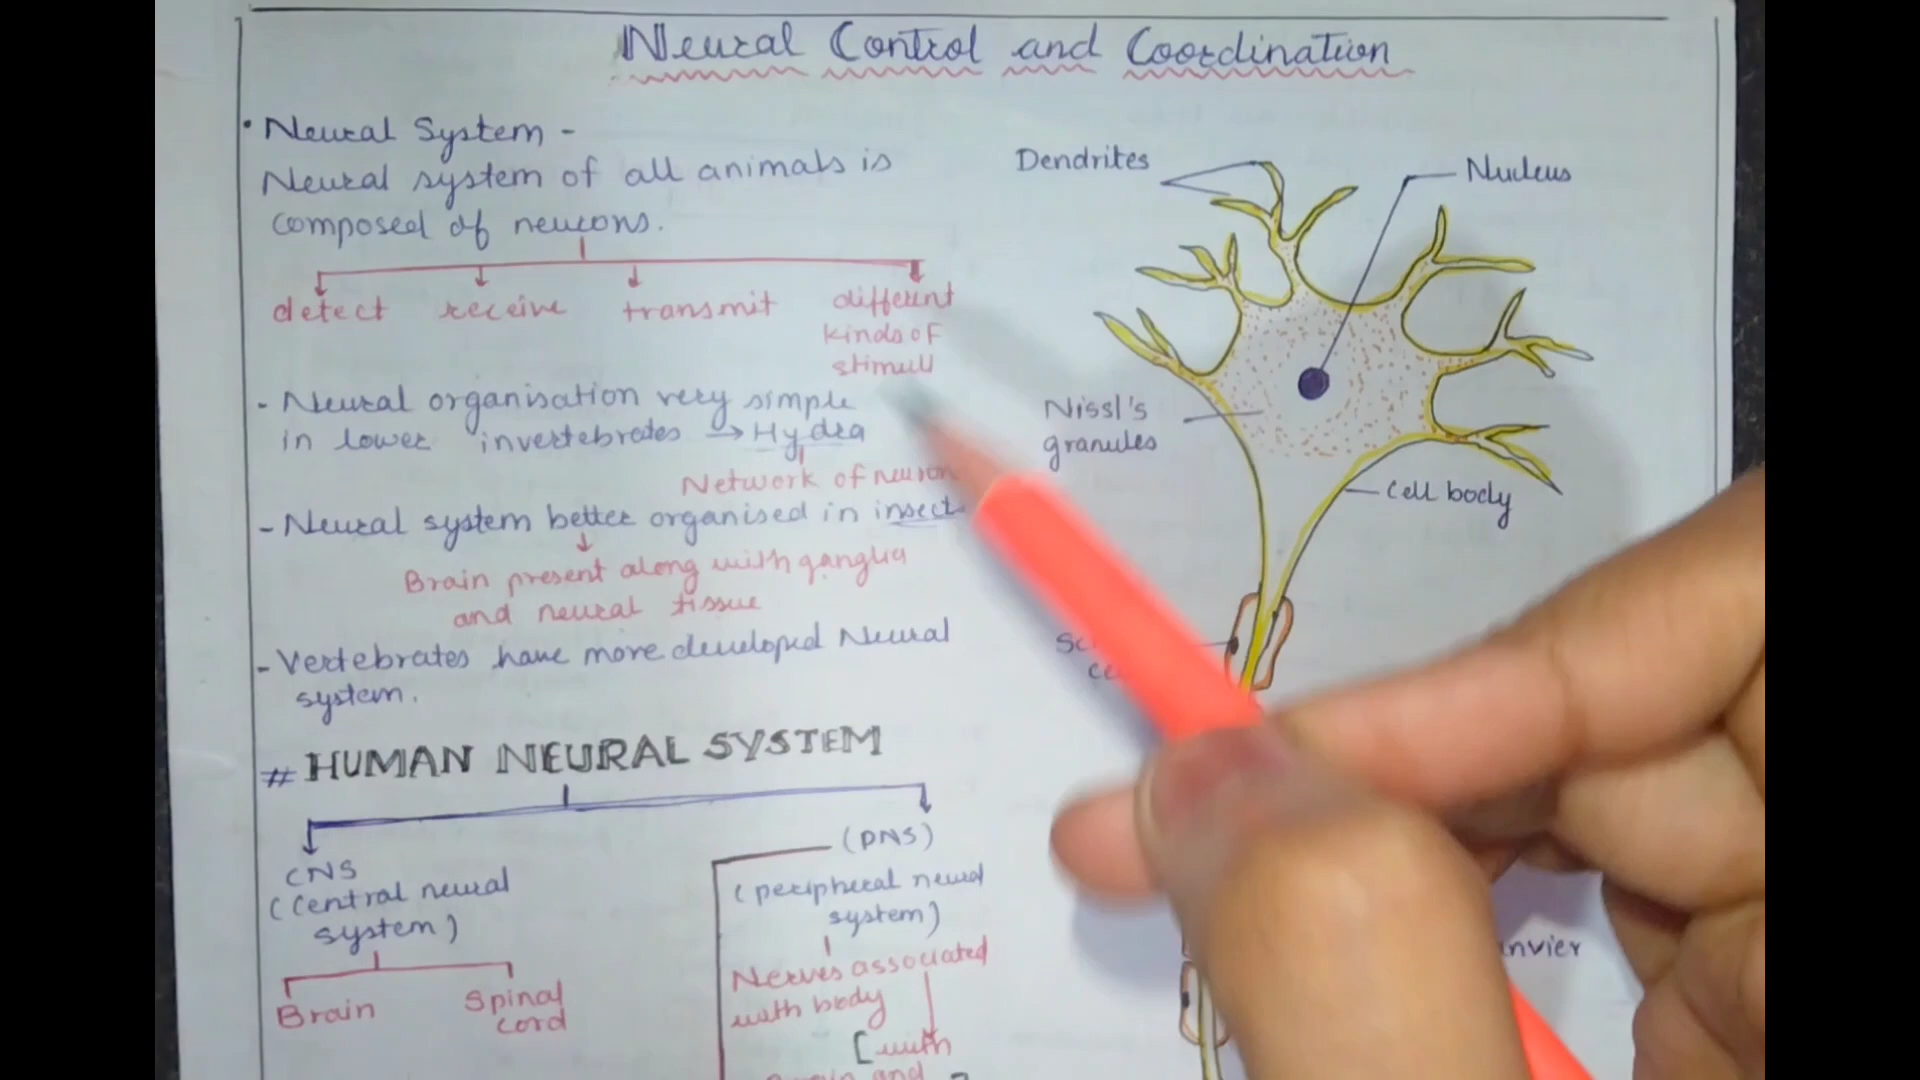 Neural Control and Coordination
• Neural System -
Neural system of all animals is
composed of neurons.
detect receive transmit different
kinds of
stimuli
- Neural organisation very simple
in lower invertebrates → Hydra
Network of neuron
- Neural system better organised in insect
Brain present along with ganglia
and neural tissue
- Vertebrates have more developed Neural
system.
# HUMAN NEURAL SYSTEM
CNS
(Central neural
system)
Brain
Spinal
cord
(PNS)
(peripheral neural
system)
Nerves associated
with body
[with
and
Dendrites
Nucleus
Nissl's
granules
Cell body